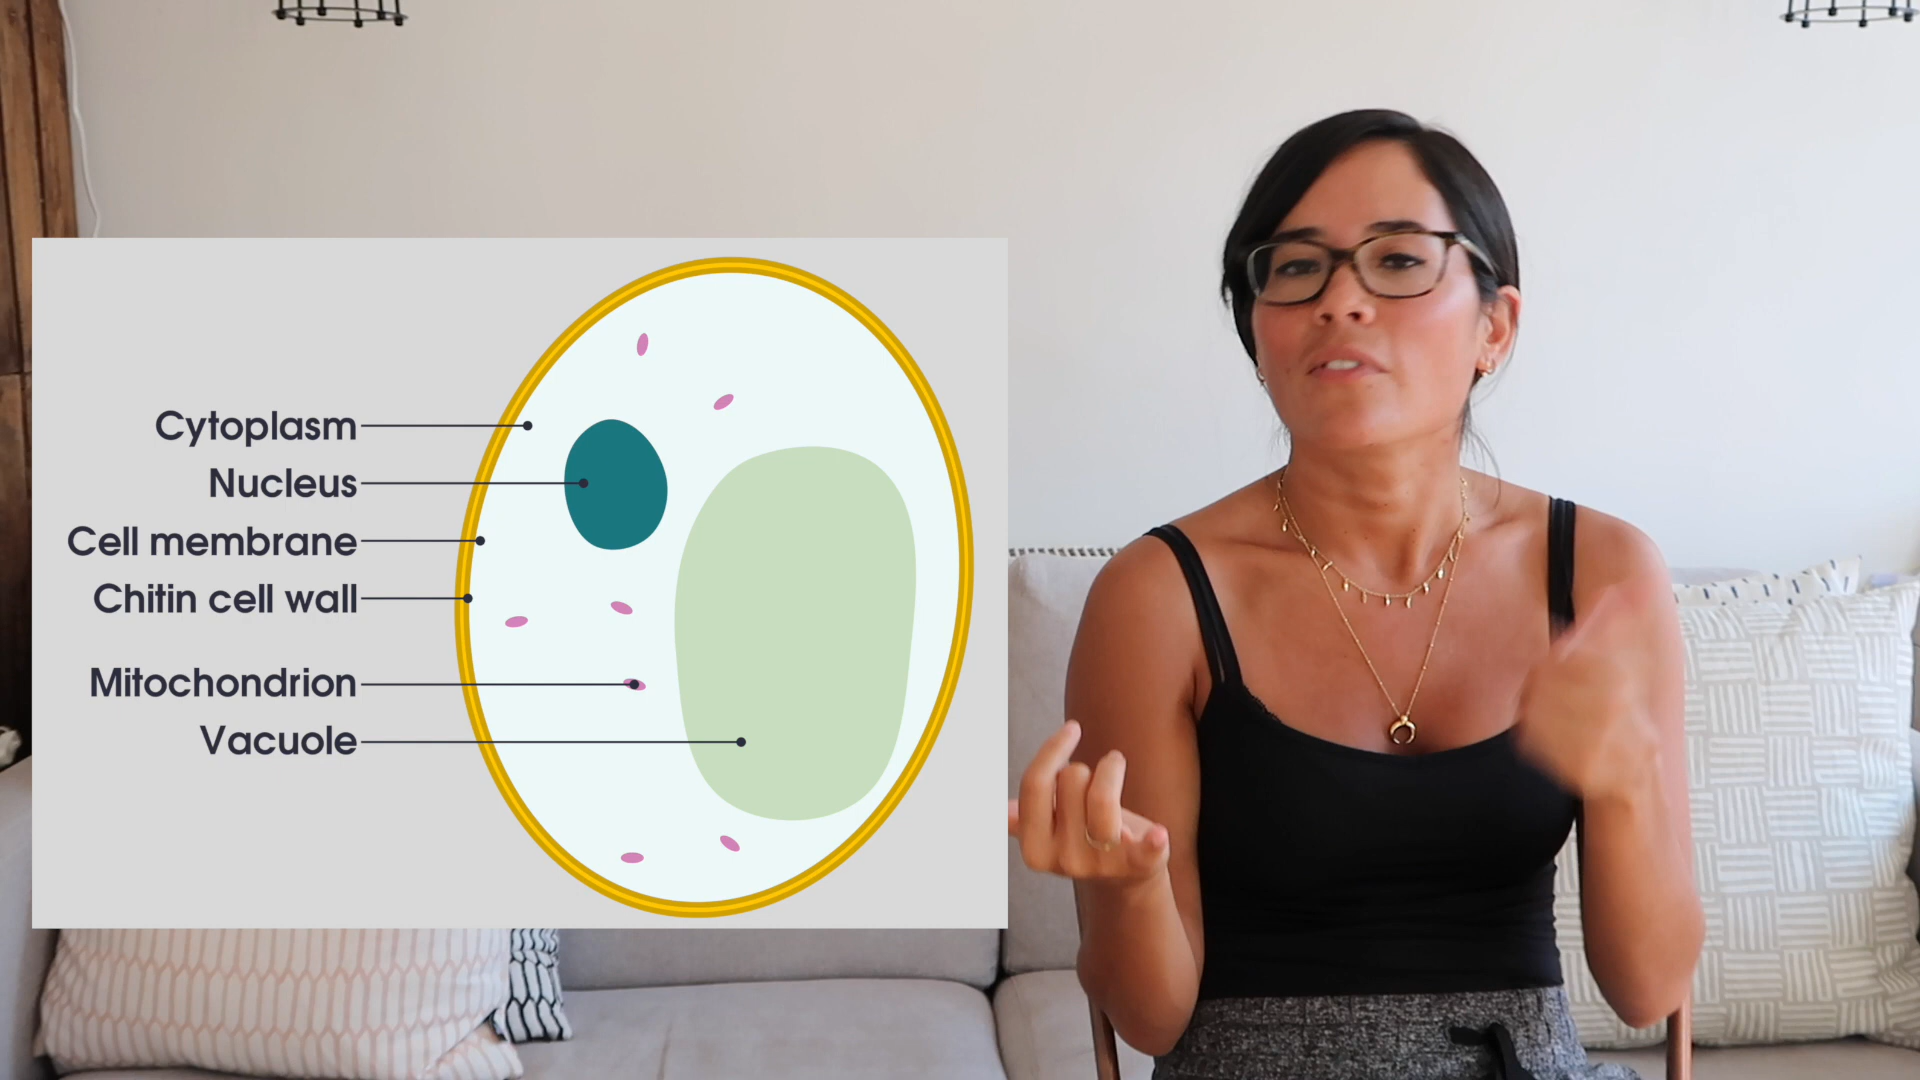 Cytoplasm
Nucleus
Cell membrane
Chitin cell wall
Mitochondrion
Vacuole